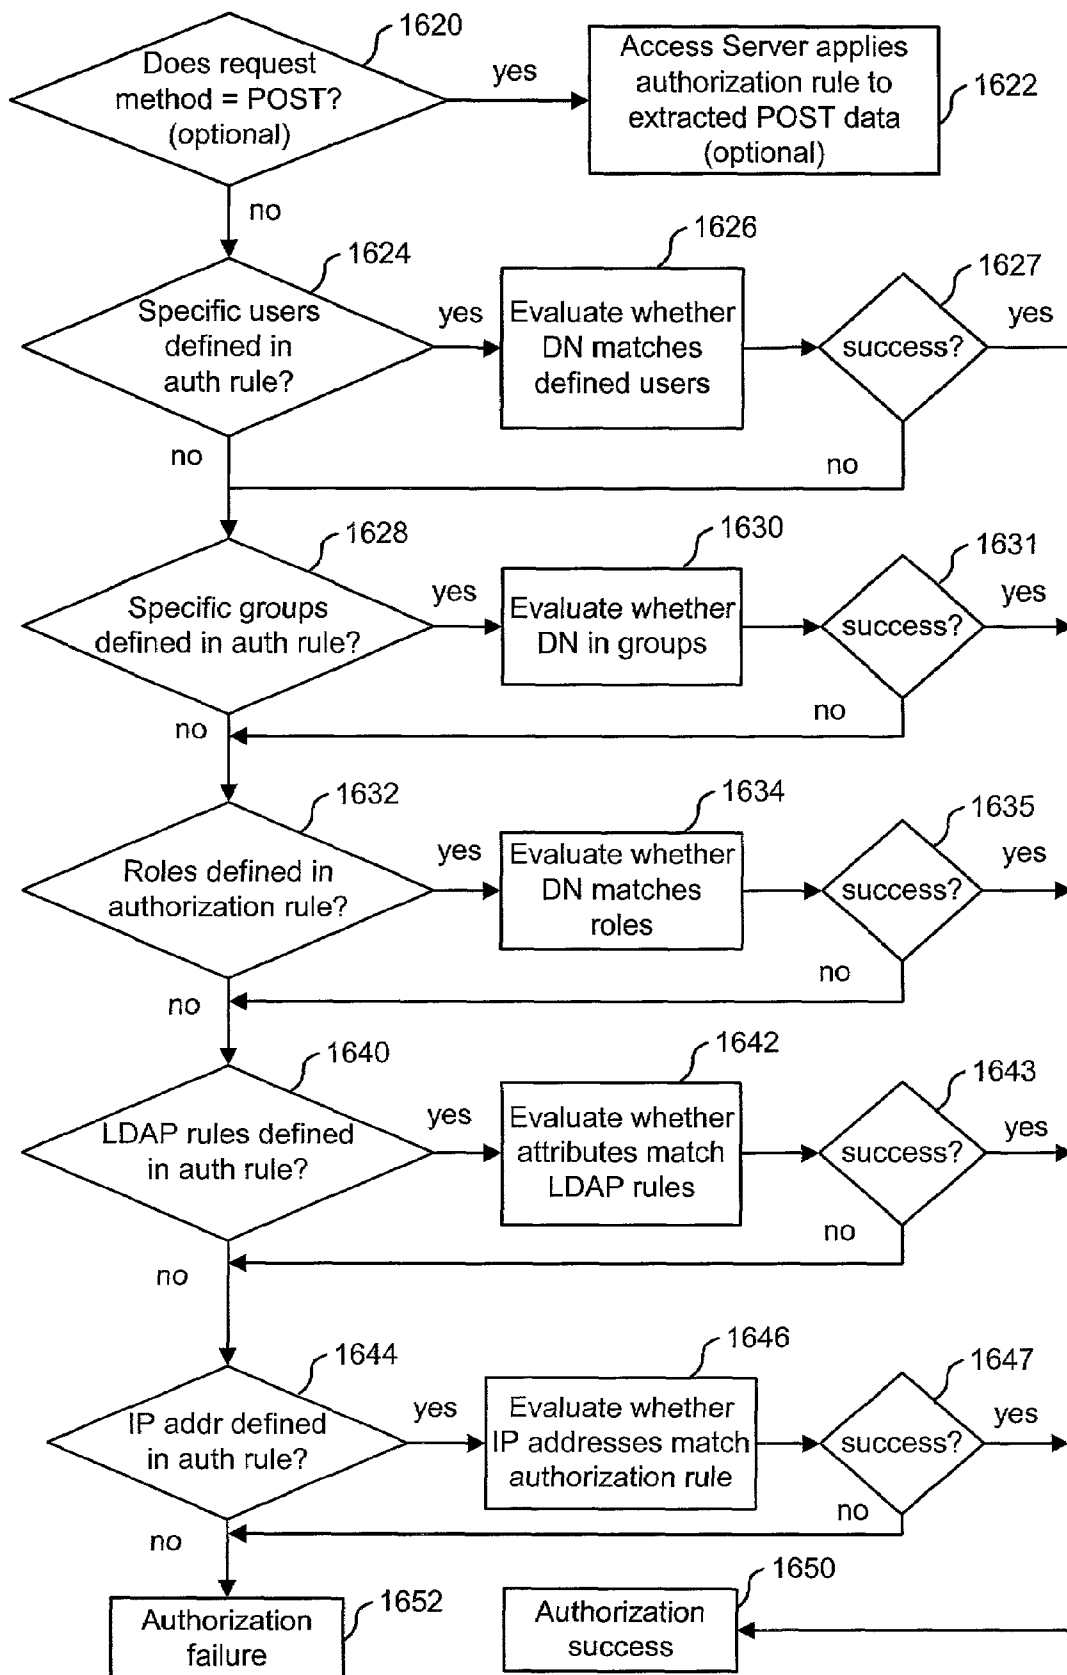 1620
Does request
method = POST?
(optional)
yes
Access Server applies
authorization rule to
extracted POST data
(optional)
1622
no
1624
Specific users
defined in
auth rule?
yes
1626
Evaluate whether
DN matches
defined users
1627
success?
yes
no
no
1628
Specific groups
defined in auth rule?
yes
1630
Evaluate whether
DN in groups
1631
success?
yes
no
no
1632
Roles defined in
authorization rule?
yes
1634
Evaluate whether
DN matches
roles
1635
success?
yes
no
no
1640
LDAP rules defined
in auth rule?
yes
1642
Evaluate whether
attributes match
LDAP rules
1643
success?
yes
no
no
1644
IP addr defined
in auth rule?
yes
1646
Evaluate whether
IP addresses match
authorization rule
1647
success?
yes
no
no
Authorization
failure
1652
1650
Authorization
success